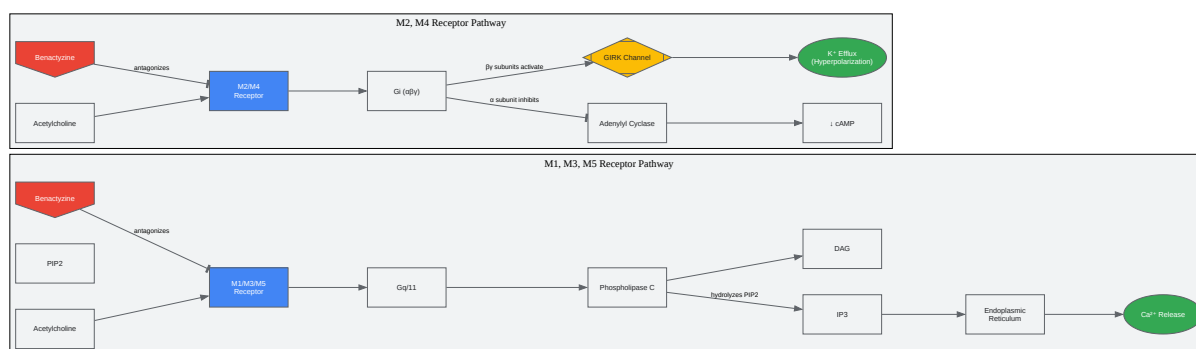 M2, M4 Receptor Pathway
Benactyzine
antagonizes
Acetylcholine
M2/M4
Receptor
Gi (αβγ)
βγ subunits activate
α subunit inhibits
GIRK Channel
Adenylyl Cyclase
K⁺ Efflux
(Hyperpolarization)
↓ cAMP
M1, M3, M5 Receptor Pathway
Benactyzine
antagonizes
PIP2
Acetylcholine
M1/M3/M5
Receptor
Gq/11
Phospholipase C
hydrolyzes PIP2
DAG
IP3
Endoplasmic
Reticulum
Ca²⁺ Release